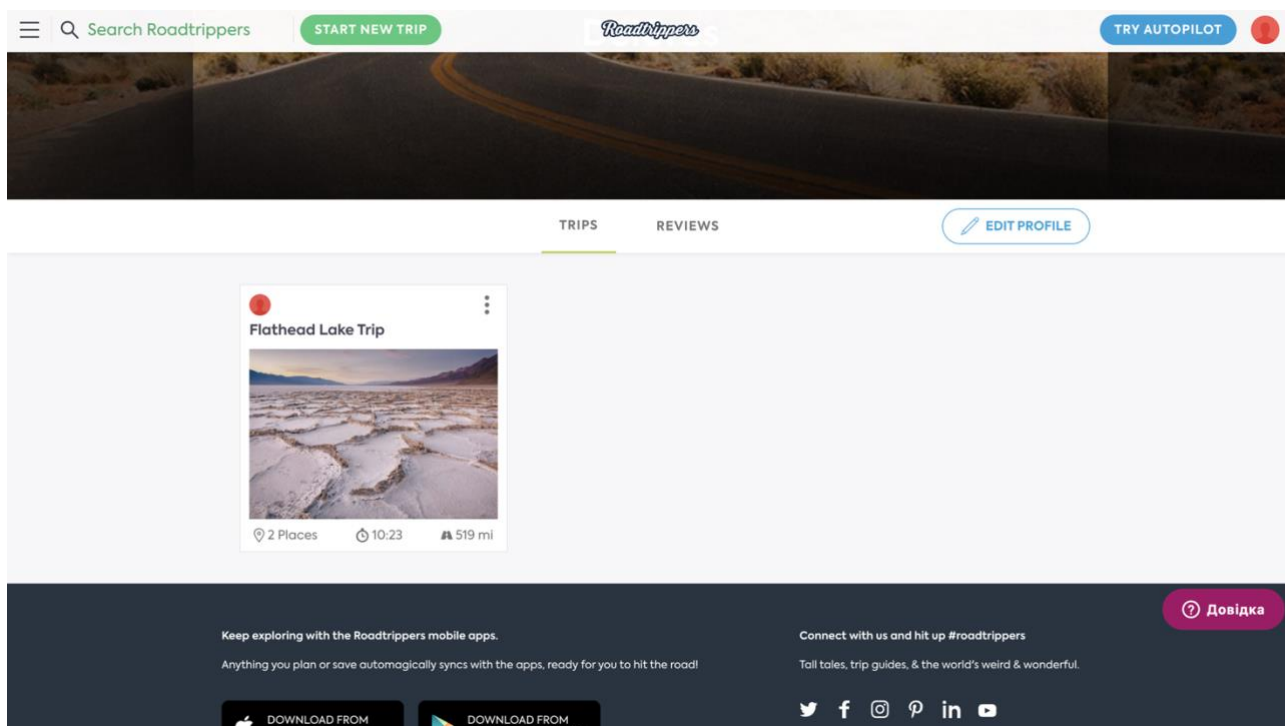 Search Roadtrippers
START NEW TRIP
Roadtrippers
TRY AUTOPILOT
TRIPS
REVIEWS
EDIT PROFILE
Flathead Lake Trip
2 Places
10:23
519 mi
Довідка
Keep exploring with the Roadtrippers mobile apps.
Anything you plan or save automagically syncs with the apps, ready for you to hit the road!
DOWNLOAD FROM
DOWNLOAD FROM
Connect with us and hit up #roadtrippers
Tall tales, trip guides, & the world's weird & wonderful.